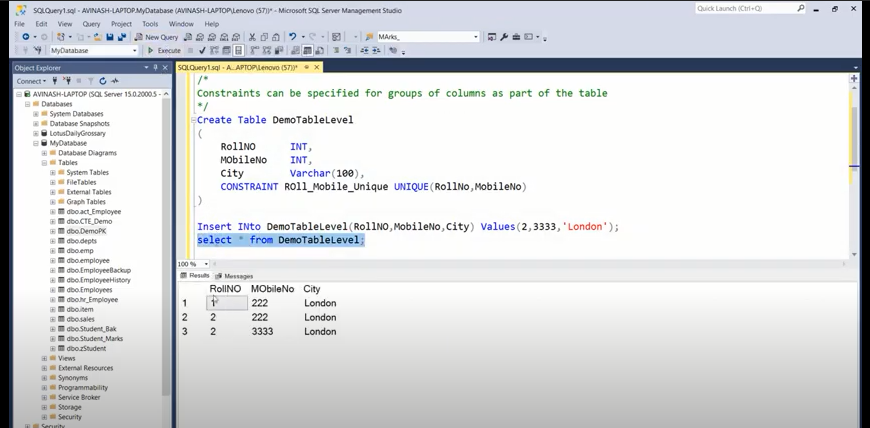 SQLQuery1.sql - AVINASH-LAPTOP.MyDatabase (AVINASH-LAPTOP\Lenovo (57))* - Microsoft SQL Server Management Studio
Quick Launch (Ctrl+Q)
File Edit View Query Project Tools Window Help
New Query
MArks_
MyDatabase
Execute
Object Explorer
SQLQuery1.sql - A...LAPTOP\Lenovo (57))*
Connect
AVINASH-LAPTOP (SQL Server 15.0.2000.5 -
Databases
System Databases
Database Snapshots
LotusDailyGrossary
MyDatabase
Database Diagrams
Tables
System Tables
FileTables
External Tables
Graph Tables
dbo.act_Employee
dbo.CTE_Demo
dbo.DemoPK
dbo.depts
dbo.emp
dbo.employee
dbo.EmployeeBackup
dbo.EmployeeHistory
dbo.Employees
dbo.hr_Employee
dbo.item
dbo.sales
dbo.Student_Bak
dbo.Student_Marks
dbo.zStudent
Views
External Resources
Synonyms
Programmability
Service Broker
Storage
Security
Security
/*
Constraints can be specified for groups of columns as part of the table
*/
Create Table DemoTableLevel
(
RollNO INT,
MObileNo INT,
City Varchar(100),
CONSTRAINT ROll_Mobile_Unique UNIQUE(RollNo,MobileNo)
)
Insert INto DemoTableLevel(RollNO,MobileNo,City) Values(2,3333,'London');
select * from DemoTableLevel;
100 %
Results Messages
RollNO MObileNo City
1 1 222 London
2 2 222 London
3 2 3333 London